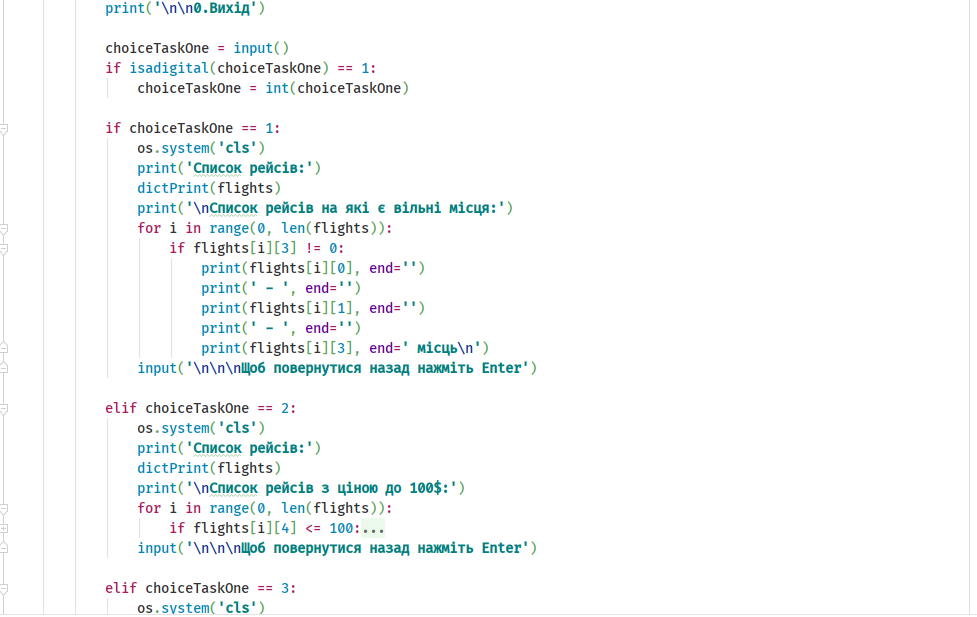 print('\n\n0.Вихід')
choiceTaskOne = input()
if isadigital(choiceTaskOne) == 1:
    choiceTaskOne = int(choiceTaskOne)
if choiceTaskOne == 1:
    os.system('cls')
    print('Список рейсів:')
    dictPrint(flights)
    print('\nСписок рейсів на які є вільні місця:')
    for i in range(0, len(flights)):
        if flights[i][3] != 0:
            print(flights[i][0], end='')
            print(' - ', end='')
            print(flights[i][1], end='')
            print(' - ', end='')
            print(flights[i][3], end=' місць\n')
    input('\n\n\nЩоб повернутися назад нажміть Enter')
elif choiceTaskOne == 2:
    os.system('cls')
    print('Список рейсів:')
    dictPrint(flights)
    print('\nСписок рейсів з ціною до 100$:')
    for i in range(0, len(flights)):
        if flights[i][4] <= 100:...
    input('\n\n\nЩоб повернутися назад нажміть Enter')
elif choiceTaskOne == 3:
    os.system('cls')